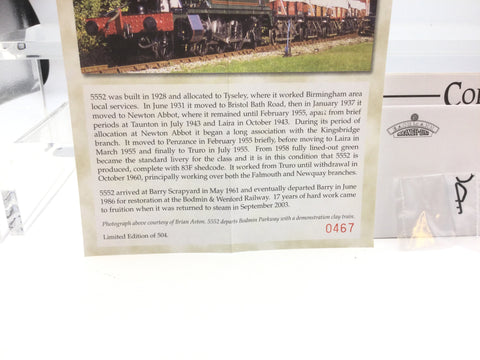 5552 was built in 1928 and allocated to Tyseley, where it worked Birmingham area
local services. In June 1931 it moved to Bristol Bath Road, then in January 1937 it
moved to Newton Abbot, where it remained until February 1955, apart from brief
periods at Taunton in July 1943 and Laira in October 1943. During its period of
allocation at Newton Abbot it began a long association with the Kingsbridge
branch. It moved to Penzance in February 1955 briefly, before moving to Laira in
March 1955 and finally to Truro in July 1955. From 1958 fully lined-out green
became the standard livery for the class and it is in this condition that 5552 is
produced, complete with 83F shedcode. It worked from Truro until withdrawal in
October 1960, principally working over both the Falmouth and Newquay branches.
5552 arrived at Barry Scrapyard in May 1961 and eventually departed Barry in June
1986 for restoration at the Bodmin & Wenford Railway. 17 years of hard work came
to fruition when it was returned to steam in September 2003.
Photograph above courtesy of Brian Aston. 5552 departs Bodmin Parkway with a demonstration clay train.
Limited Edition of 504.
0467
Co